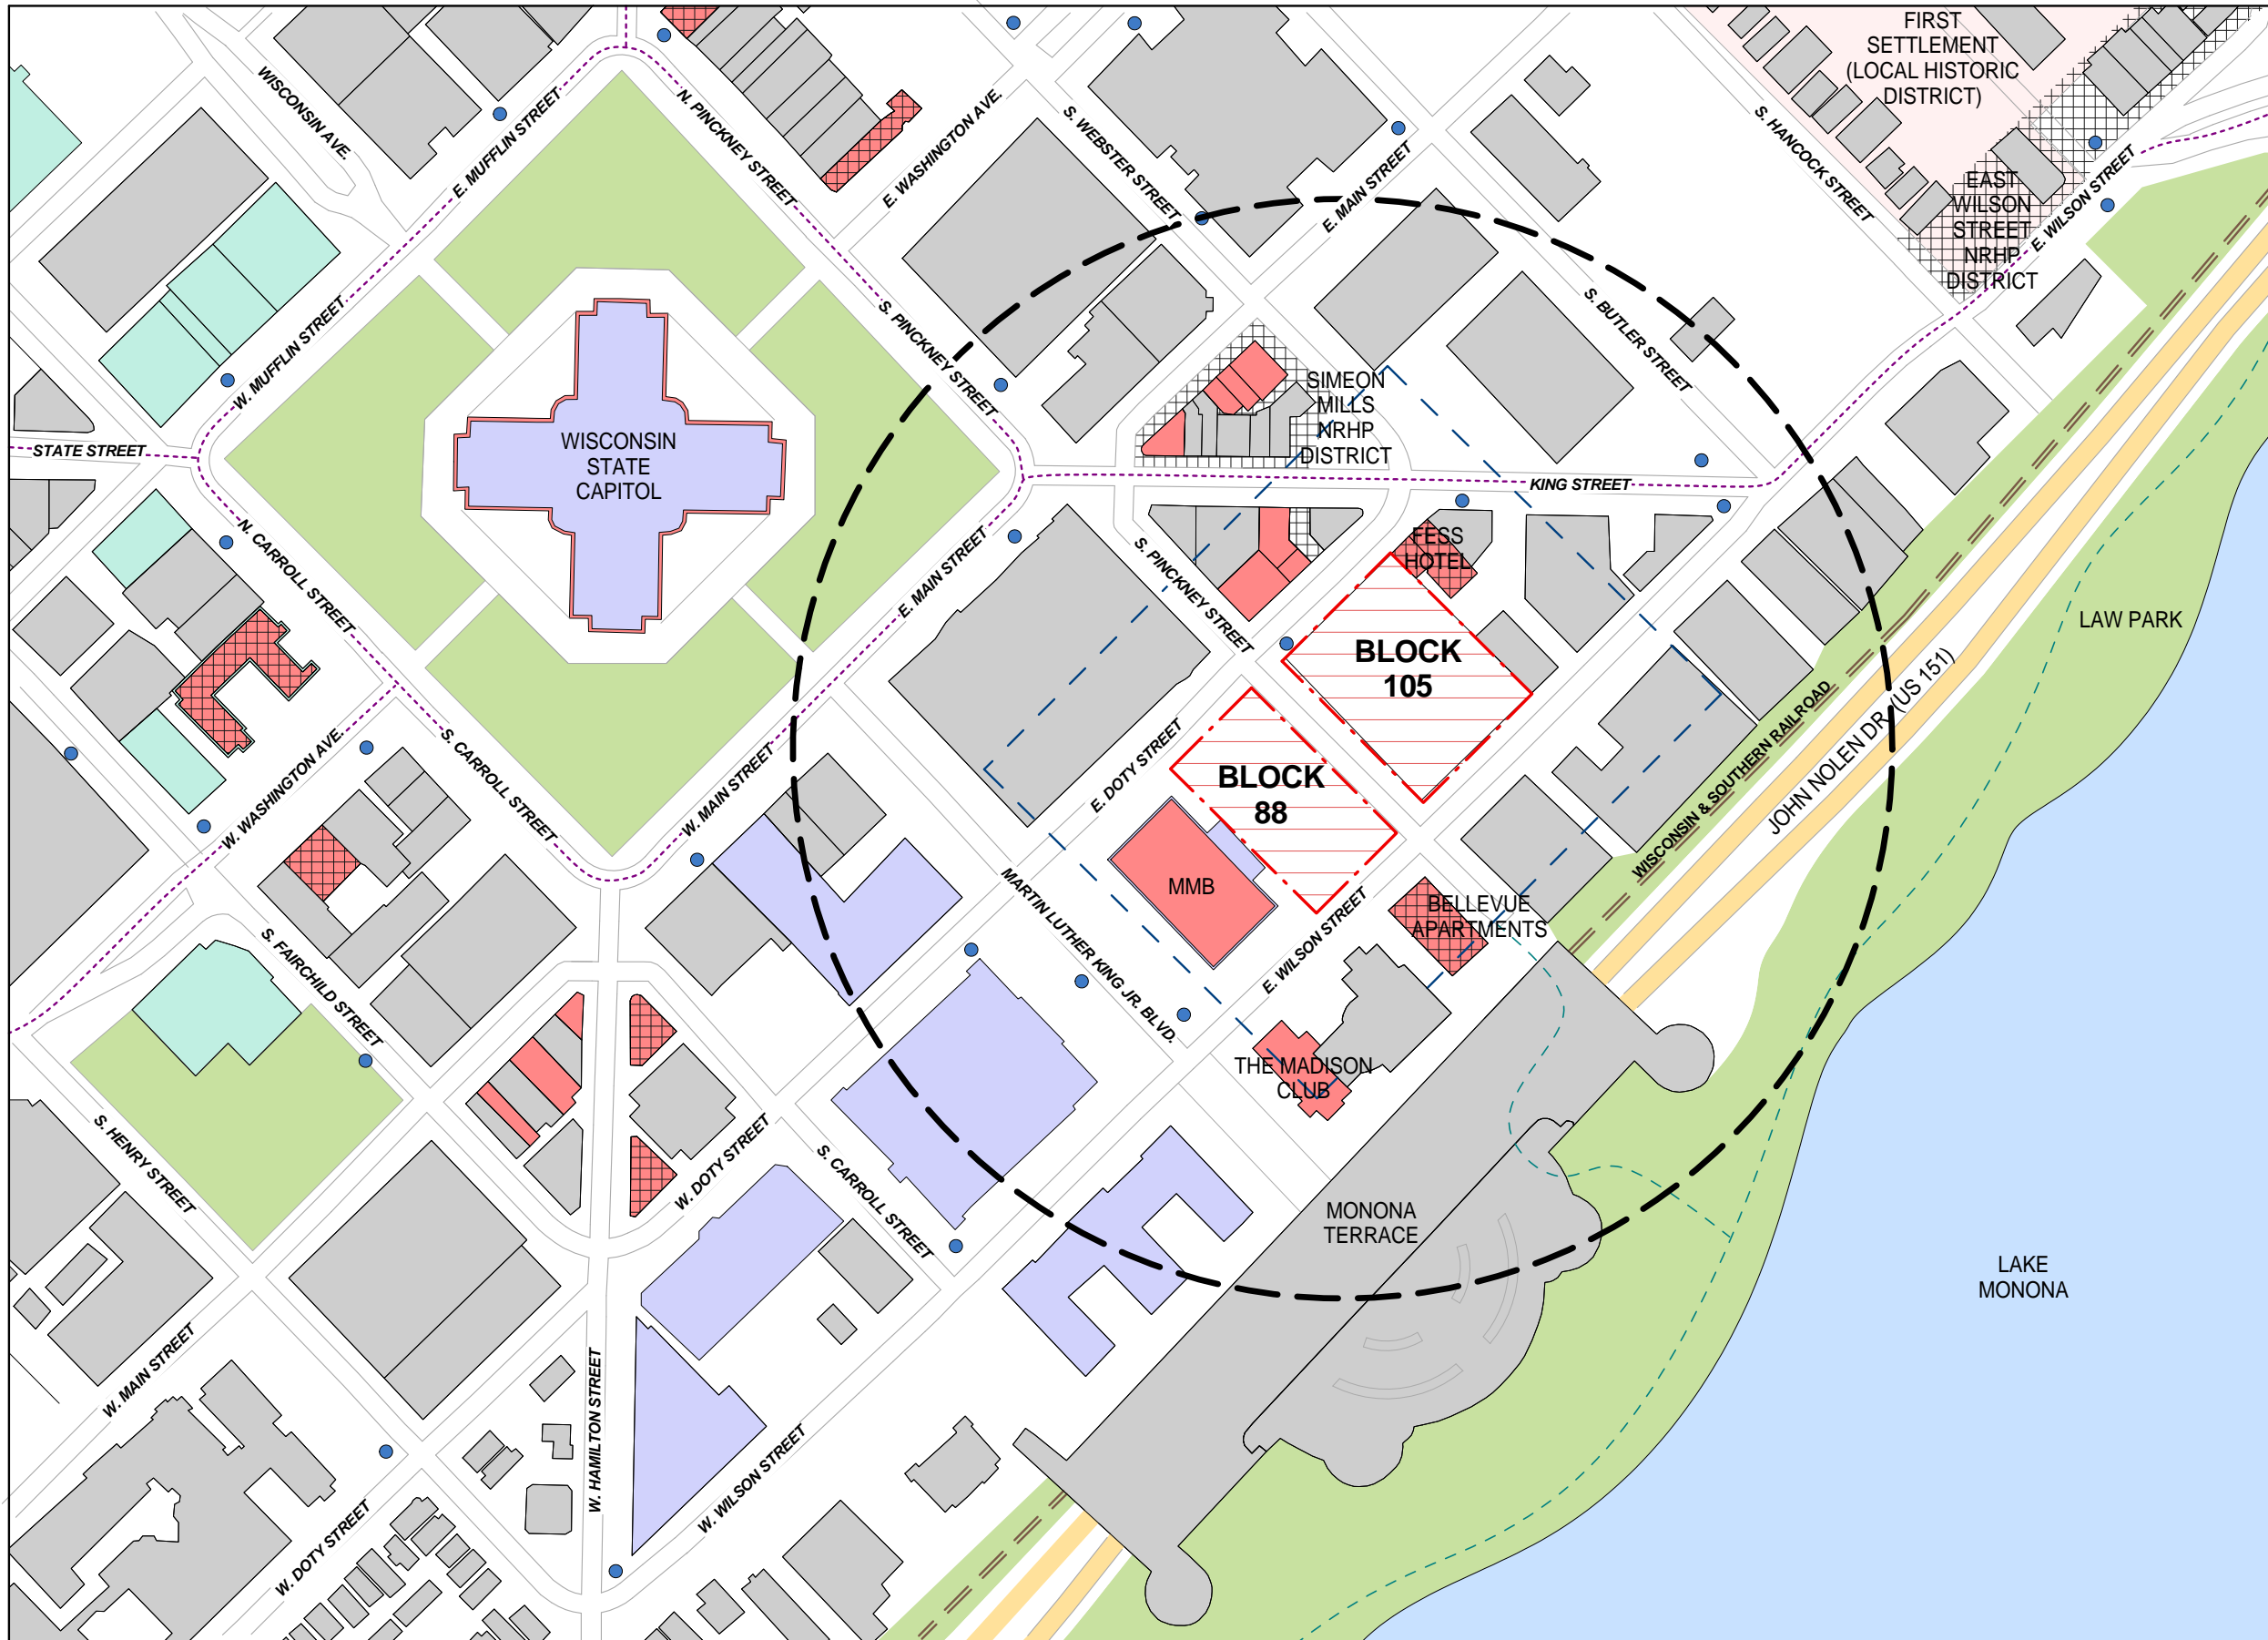 FIRST
SETTLEMENT
(LOCAL HISTORIC
DISTRICT)
WISCONSIN AVE.
E. MUFFLIN STREET
N. PINCKNEY STREET
E. WASHINGTON AVE.
S. WEBSTER STREET
E. MAIN STREET
S. HANCOCK STREET
EAST
WILSON
STREET
NRHP
DISTRICT
E. WILSON STREET
W. MUFFLIN STREET
S. PINCKNEY STREET
S. BUTLER STREET
SIMEON
MILLS
NRHP
DISTRICT
STATE STREET
WISCONSIN
STATE
CAPITOL
KING STREET
N. CARROLL STREET
E. MAIN STREET
S. PINCKNEY STREET
FESS
HOTEL
LAW PARK
BLOCK
105
W. WASHINGTON AVE.
S. CARROLL STREET
W. MAIN STREET
E. DOTY STREET
BLOCK
88
WISCONSIN & SOUTHERN RAILROAD
JOHN NOLEN DR. (US 151)
MMB
MARTIN LUTHER KING JR. BLVD.
E. WILSON STREET
BELLEVUE
APARTMENTS
S. FAIRCHILD STREET
THE MADISON
CLUB
S. HENRY STREET
W. DOTY STREET
S. CARROLL STREET
MONONA
TERRACE
LAKE
MONONA
W. MAIN STREET
W. HAMILTON STREET
W. WILSON STREET
W. DOTY STREET